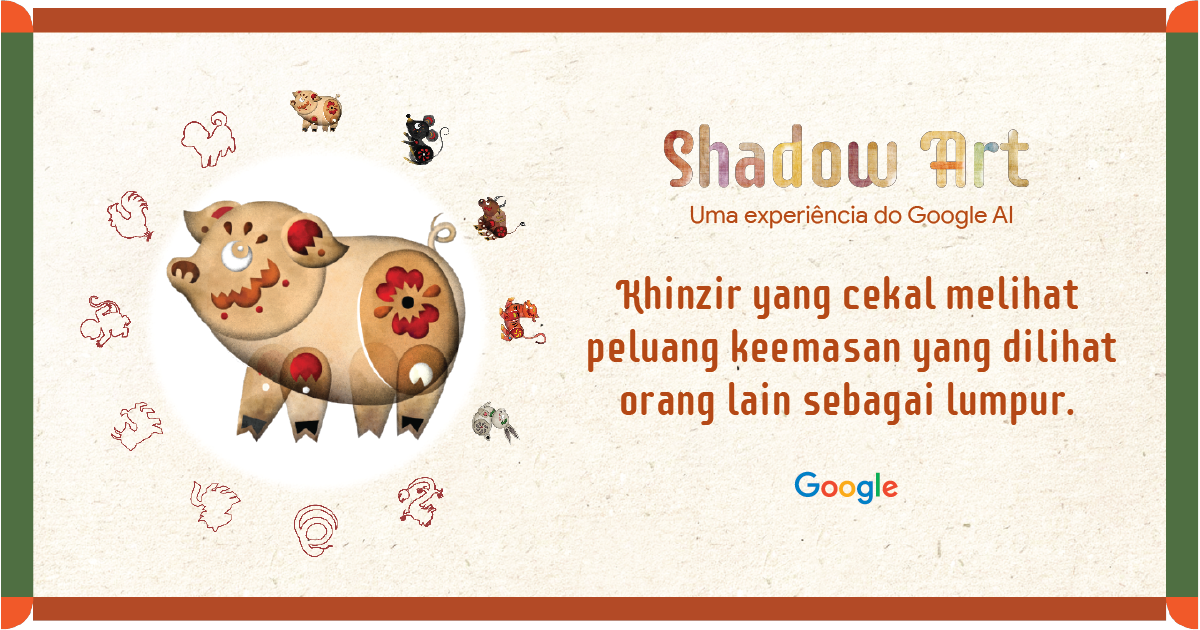 Shadow Art
Uma experiência do Google AI
Khinzir yang cekal melihat
peluang keemasan yang dilihat
orang lain sebagai lumpur.
Google